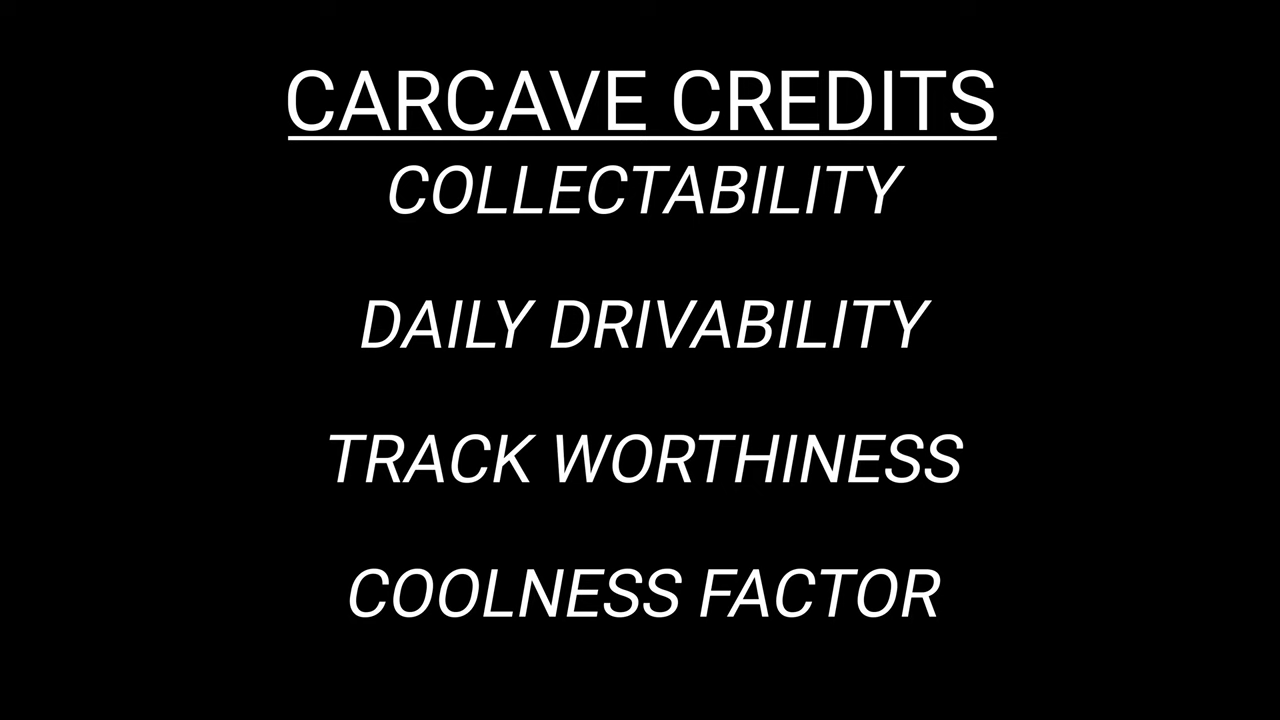 CARCAVE CREDITS
COLLECTABILITY
DAILY DRIVABILITY
TRACK WORTHINESS
COOLNESS FACTOR